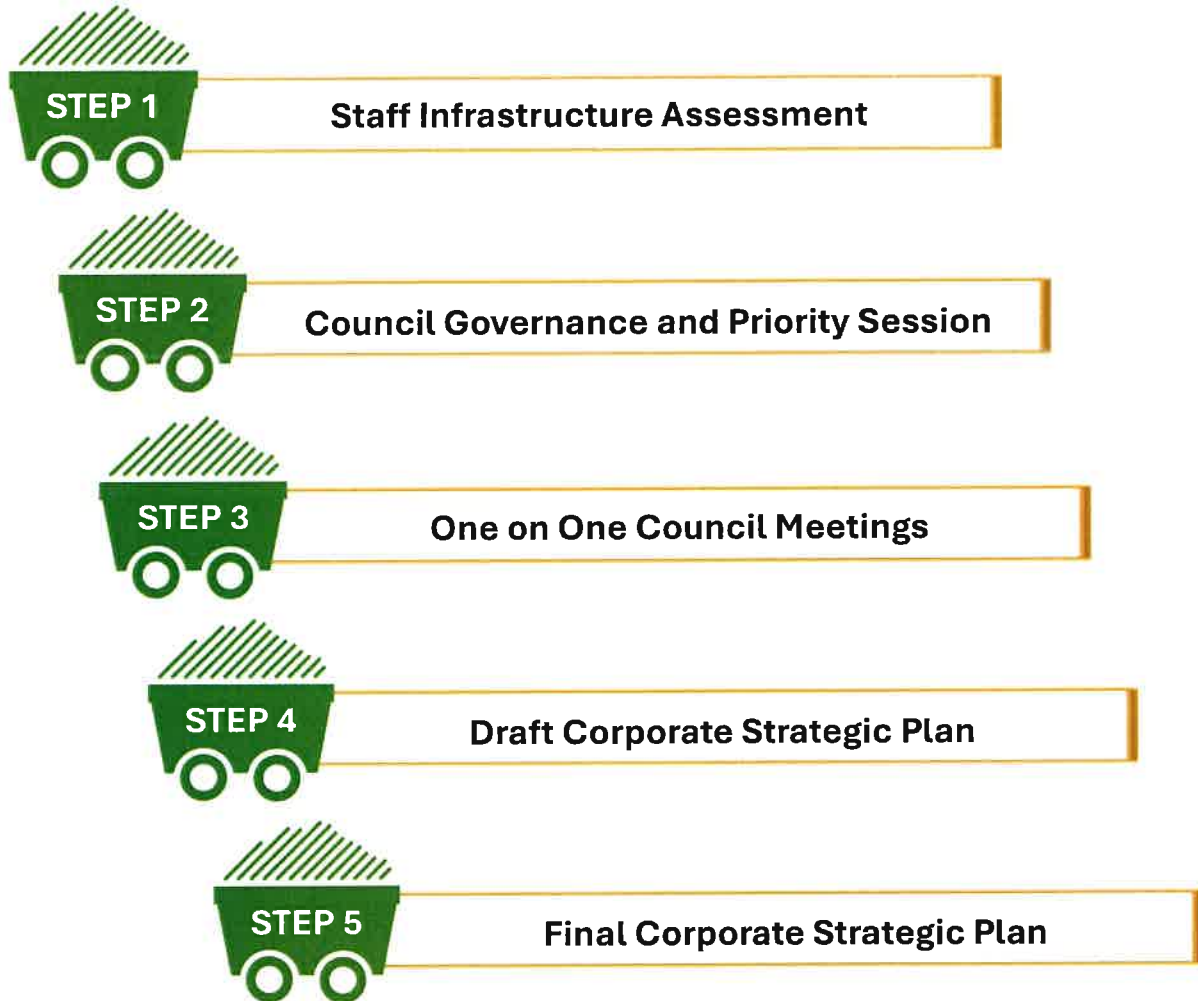 STEP 1
Staff Infrastructure Assessment
STEP 2
Council Governance and Priority Session
STEP 3
One on One Council Meetings
STEP 4
Draft Corporate Strategic Plan
STEP 5
Final Corporate Strategic Plan